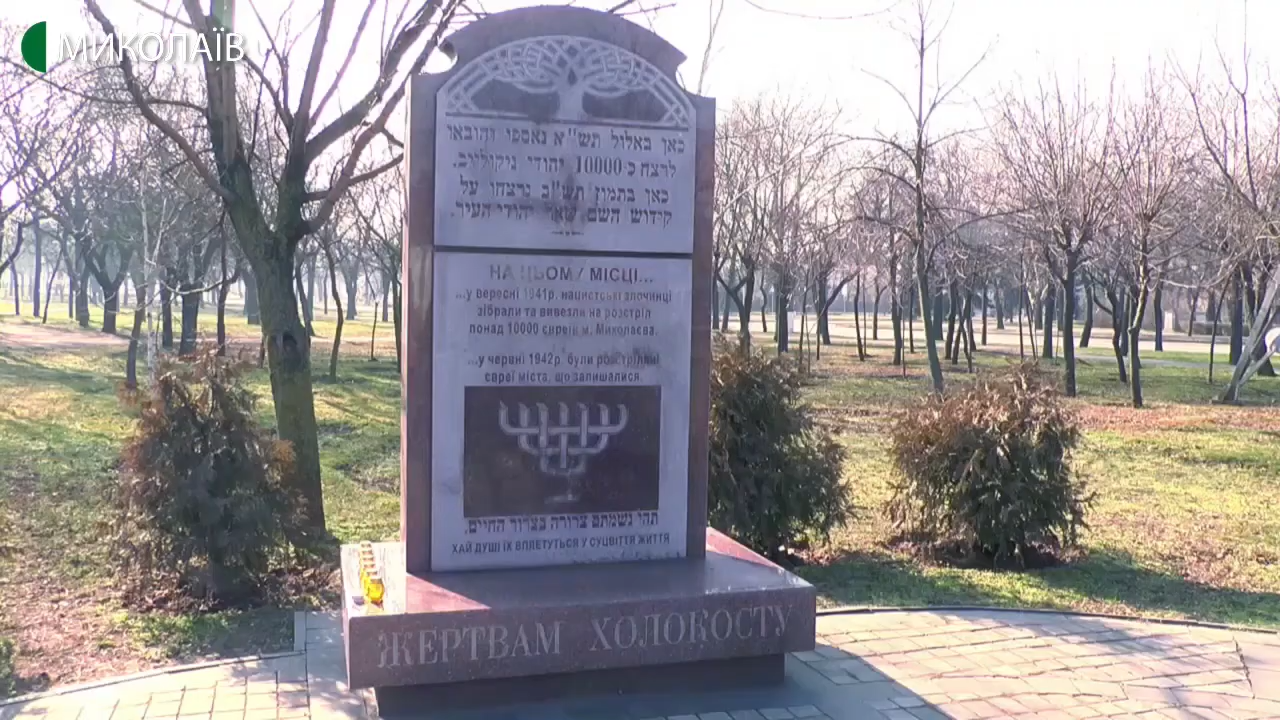 МИКОЛАЇВ
כאן באלול תש"א נאספו והובאו
לרצח כ-10000 יהודי ניקולייב.
כאן בתמוז תש"ב נרצחו על
קידוש השם שאר יהודי העיר.
НА ЦЬОМУ МІСЦІ...
...у вересні 1941р. нацистські злочинці
зібрали та вивезли на розстріл
понад 10000 євреїв м. Миколаєва.
...у червні 1942р. були розстріляні
євреї міста, що залишалися.
תהי נשמתם צרורה בצרור החיים.
ХАЙ ДУШІ ЇХ ВПЛЕТУТЬСЯ У СУЦВІТТЯ ЖИТТЯ
ЖЕРТВАМ ХОЛОКОСТУ